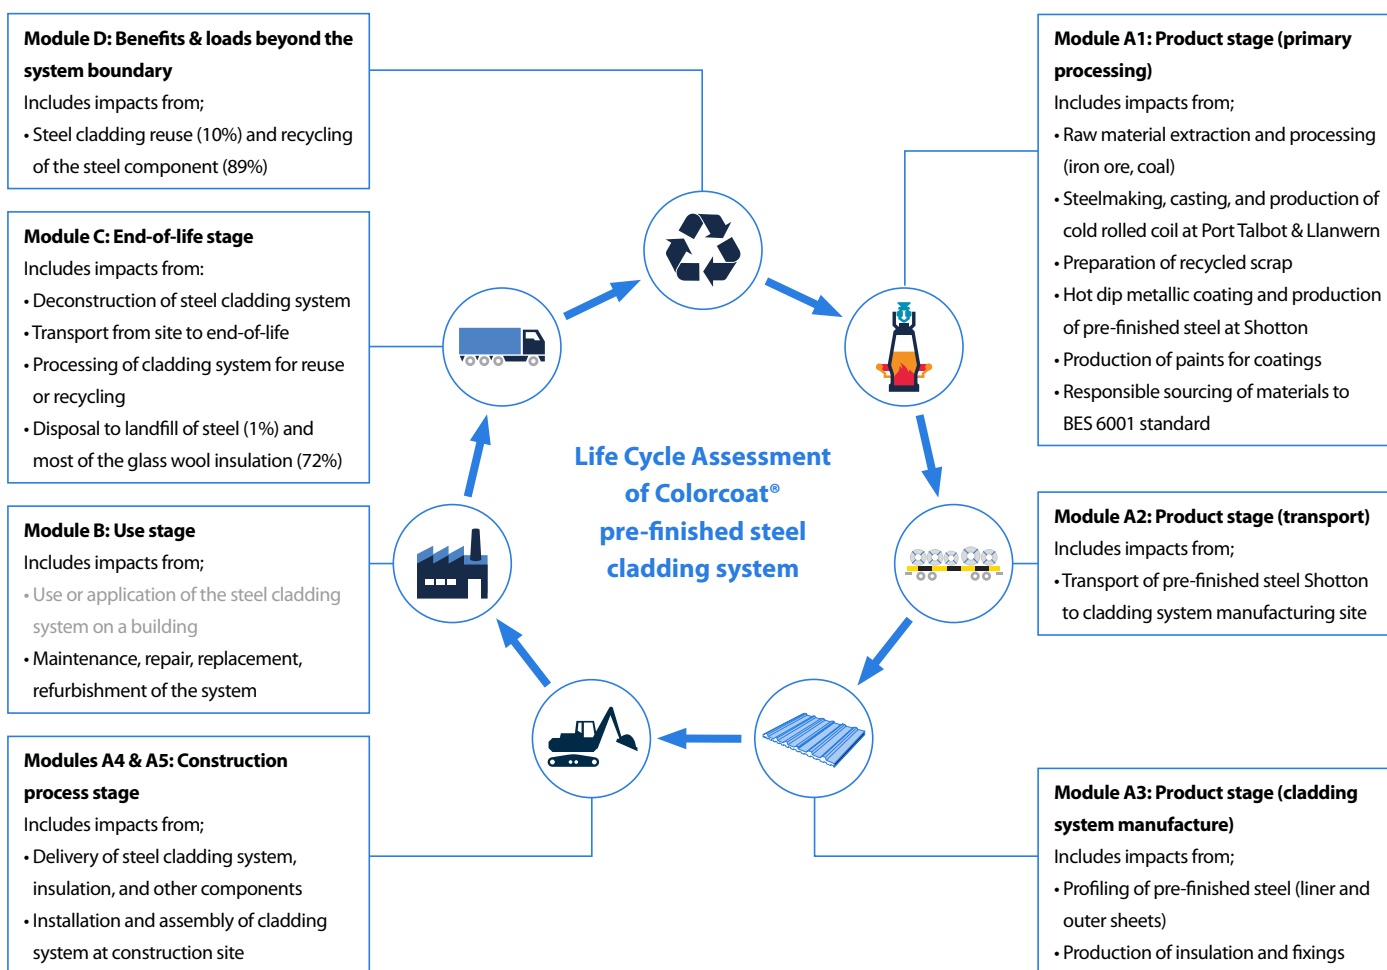 Module D: Benefits & loads beyond the
system boundary
Includes impacts from;
• Steel cladding reuse (10%) and recycling
of the steel component (89%)
Module C: End-of-life stage
Includes impacts from:
• Deconstruction of steel cladding system
• Transport from site to end-of-life
• Processing of cladding system for reuse
or recycling
• Disposal to landfill of steel (1%) and
most of the glass wool insulation (72%)
Module B: Use stage
Includes impacts from;
• Use or application of the steel cladding
system on a building
• Maintenance, repair, replacement,
refurbishment of the system
Modules A4 & A5: Construction
process stage
Includes impacts from;
• Delivery of steel cladding system,
insulation, and other components
• Installation and assembly of cladding
system at construction site
Life Cycle Assessment
of Colorcoat®
pre-finished steel
cladding system
Module A1: Product stage (primary
processing)
Includes impacts from;
• Raw material extraction and processing
(iron ore, coal)
• Steelmaking, casting, and production of
cold rolled coil at Port Talbot & Llanwern
• Preparation of recycled scrap
• Hot dip metallic coating and production
of pre-finished steel at Shotton
• Production of paints for coatings
• Responsible sourcing of materials to
BES 6001 standard
Module A2: Product stage (transport)
Includes impacts from;
• Transport of pre-finished steel Shotton
to cladding system manufacturing site
Module A3: Product stage (cladding
system manufacture)
Includes impacts from;
• Profiling of pre-finished steel (liner and
outer sheets)
• Production of insulation and fixings